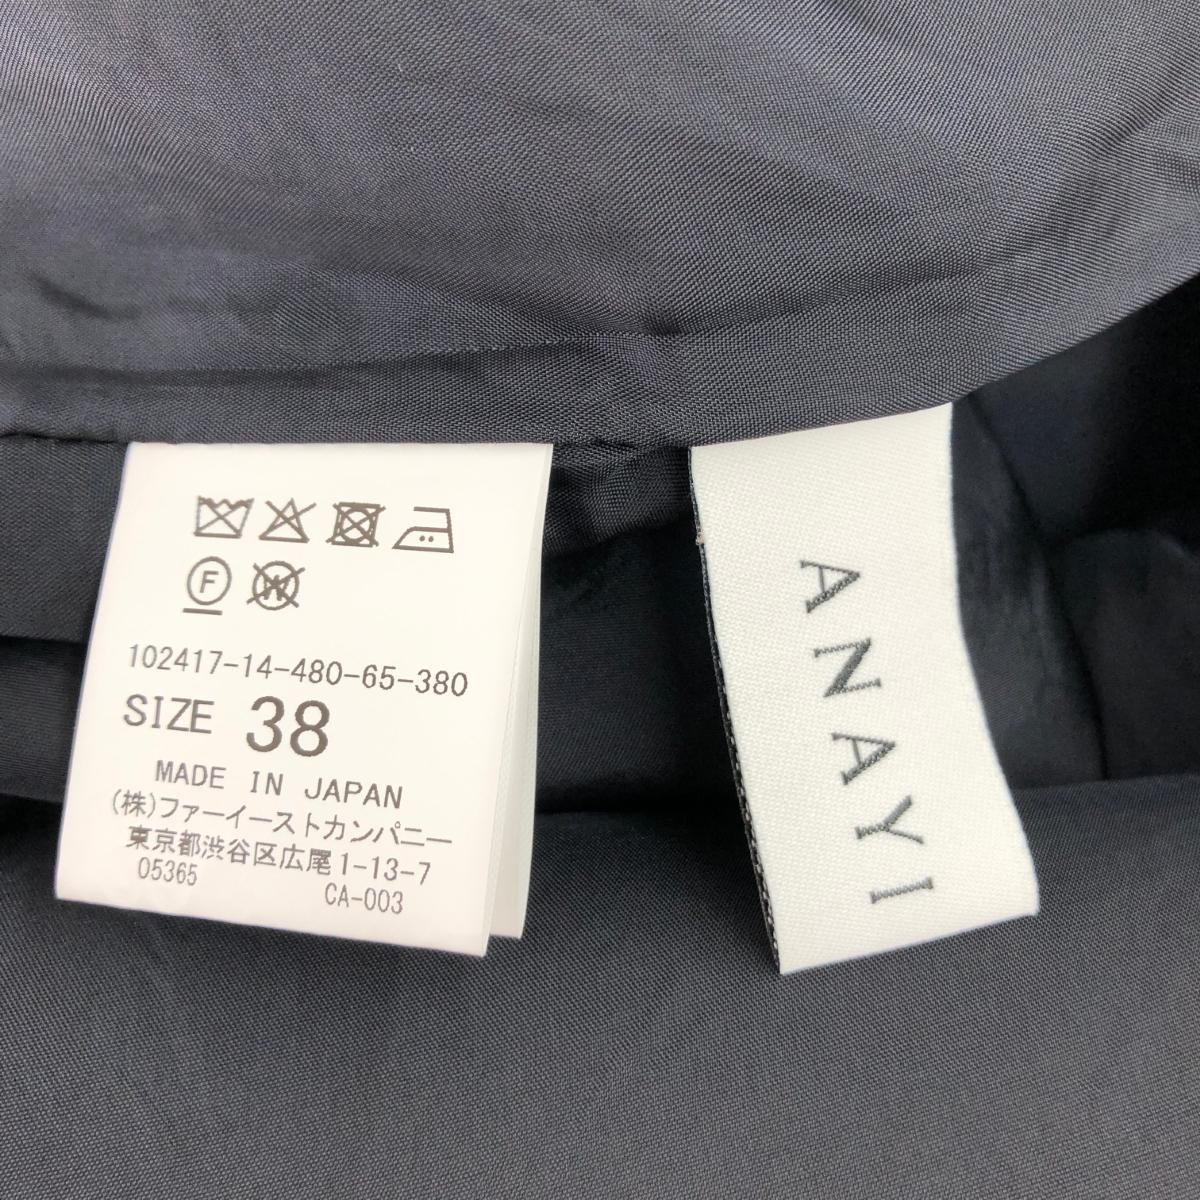 F W
102417-14-480-65-380
SIZE 38
MADE IN JAPAN
(株)ファーイーストカンパニー
東京都渋谷区広尾1-13-7
05365 CA-003
ANAYI